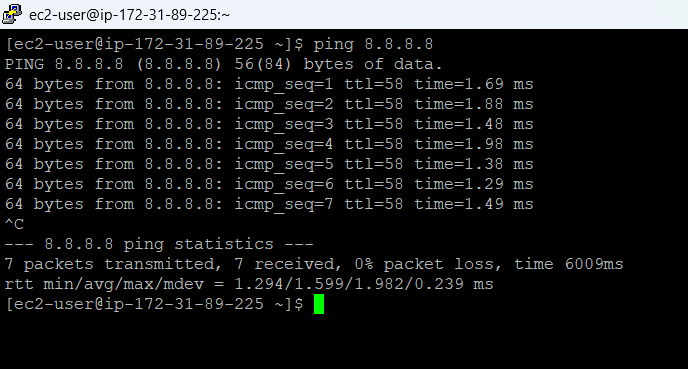 ec2-user@ip-172-31-89-225:~
[ec2-user@ip-172-31-89-225 ~]$ ping 8.8.8.8
PING 8.8.8.8 (8.8.8.8) 56(84) bytes of data.
64 bytes from 8.8.8.8: icmp_seq=1 ttl=58 time=1.69 ms
64 bytes from 8.8.8.8: icmp_seq=2 ttl=58 time=1.88 ms
64 bytes from 8.8.8.8: icmp_seq=3 ttl=58 time=1.48 ms
64 bytes from 8.8.8.8: icmp_seq=4 ttl=58 time=1.98 ms
64 bytes from 8.8.8.8: icmp_seq=5 ttl=58 time=1.38 ms
64 bytes from 8.8.8.8: icmp_seq=6 ttl=58 time=1.29 ms
64 bytes from 8.8.8.8: icmp_seq=7 ttl=58 time=1.49 ms
^C
--- 8.8.8.8 ping statistics ---
7 packets transmitted, 7 received, 0% packet loss, time 6009ms
rtt min/avg/max/mdev = 1.294/1.599/1.982/0.239 ms
[ec2-user@ip-172-31-89-225 ~]$